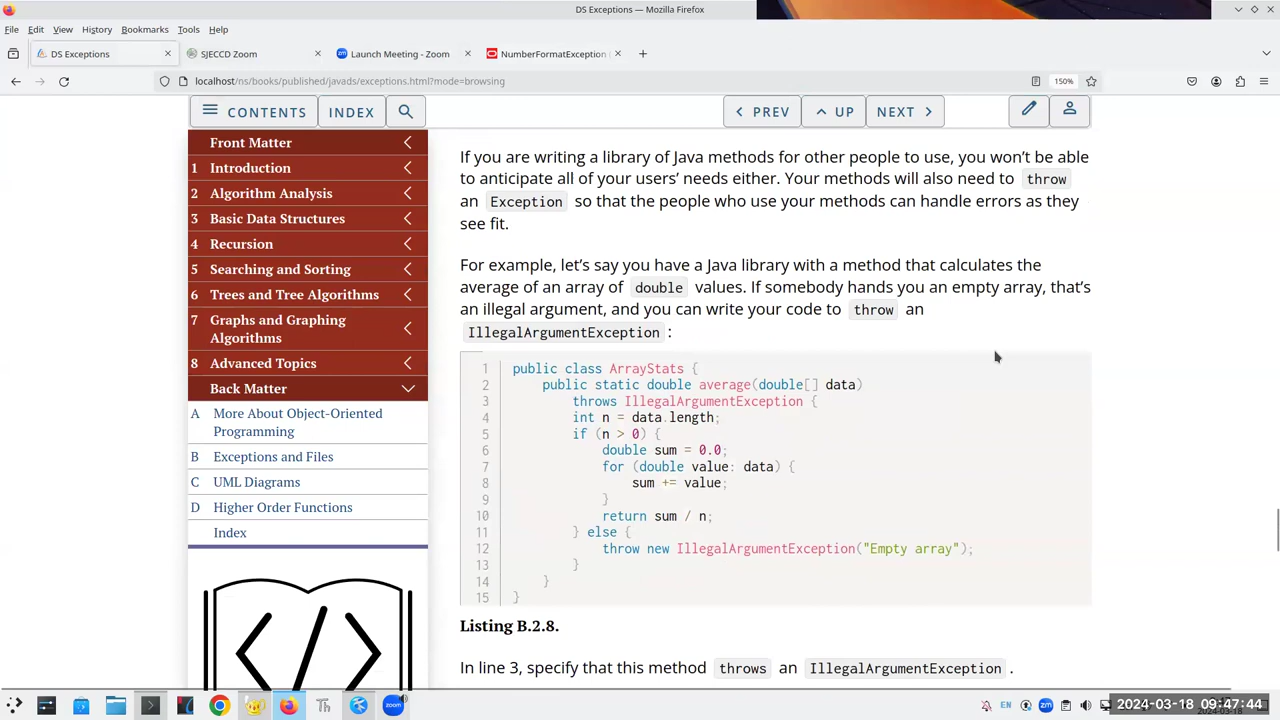 DS Exceptions — Mozilla Firefox
File Edit View History Bookmarks Tools Help
DS Exceptions
SJECCD Zoom
Launch Meeting - Zoom
NumberFormatException
localhost/ns/books/published/javads/exceptions.html?mode=browsing
150%
CONTENTS
INDEX
PREV
UP
NEXT
Front Matter
1 Introduction
2 Algorithm Analysis
3 Basic Data Structures
4 Recursion
5 Searching and Sorting
6 Trees and Tree Algorithms
7 Graphs and Graphing
Algorithms
8 Advanced Topics
Back Matter
A More About Object-Oriented
Programming
B Exceptions and Files
C UML Diagrams
D Higher Order Functions
Index
If you are writing a library of Java methods for other people to use, you won’t be able
to anticipate all of your users’ needs either. Your methods will also need to throw
an Exception so that the people who use your methods can handle errors as they
see fit.
For example, let’s say you have a Java library with a method that calculates the
average of an array of double values. If somebody hands you an empty array, that’s
an illegal argument, and you can write your code to throw an
IllegalArgumentException :
1 public class ArrayStats {
2 public static double average(double[] data)
3 throws IllegalArgumentException {
4 int n = data.length;
5 if (n > 0) {
6 double sum = 0.0;
7 for (double value: data) {
8 sum += value;
9 }
10 return sum / n;
11 } else {
12 throw new IllegalArgumentException("Empty array");
13 }
14 }
15 }
Listing B.2.8.
In line 3, specify that this method throws an IllegalArgumentException .
Th
zoom
EN
zm
2024-03-18 09:47:44